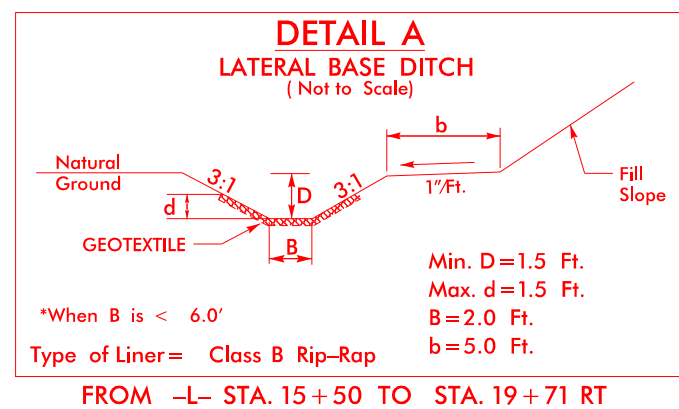 DETAIL A
LATERAL BASE DITCH
( Not to Scale)
b
Natural
Ground
3:1
D
3:1
1"/Ft.
Fill
Slope
d
GEOTEXTILE
B
Min. D=1.5 Ft.
Max. d=1.5 Ft.
B=2.0 Ft.
b=5.0 Ft.
*When B is < 6.0'
Type of Liner= Class B Rip-Rap
FROM -L- STA. 15+50 TO STA. 19+71 RT